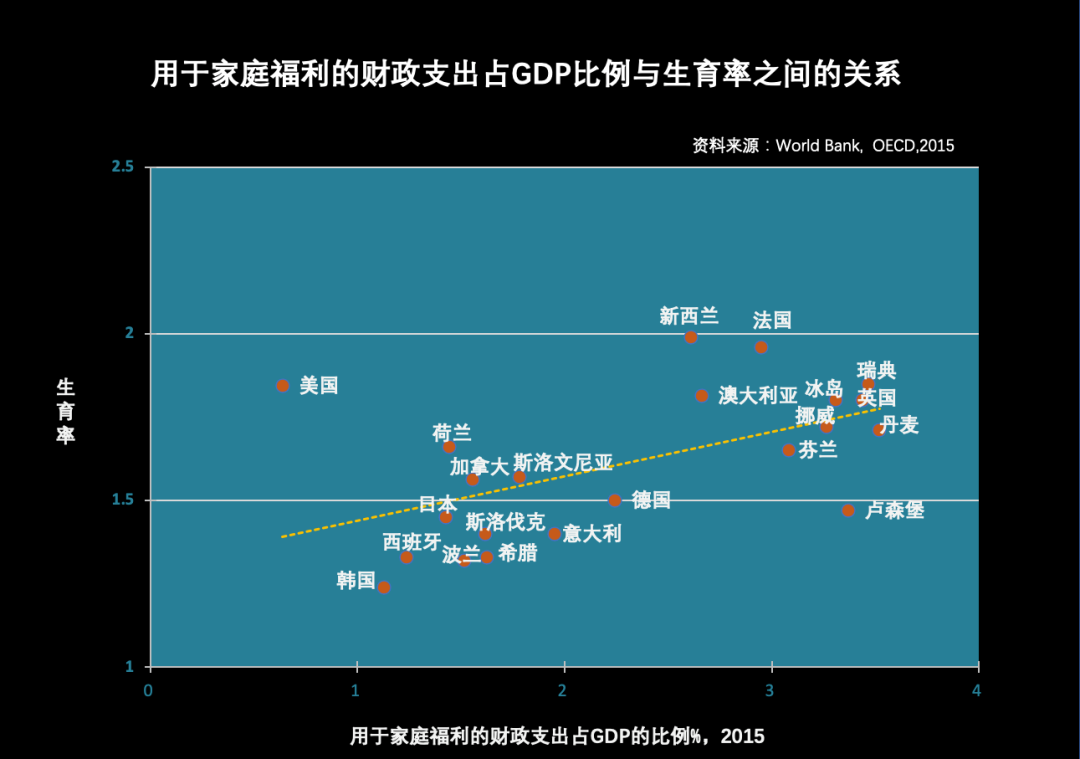 用于家庭福利的财政支出占GDP比例与生育率之间的关系
资料来源：World Bank, OECD,2015
2.5
2
1.5
1
生
育
率
新西兰
法国
瑞典
美国
冰岛
澳大利亚
英国
挪威
丹麦
荷兰
芬兰
加拿大
斯洛文尼亚
日本
德国
卢森堡
斯洛伐克
意大利
西班牙
波兰
希腊
韩国
0
1
2
3
4
用于家庭福利的财政支出占GDP的比例%，2015